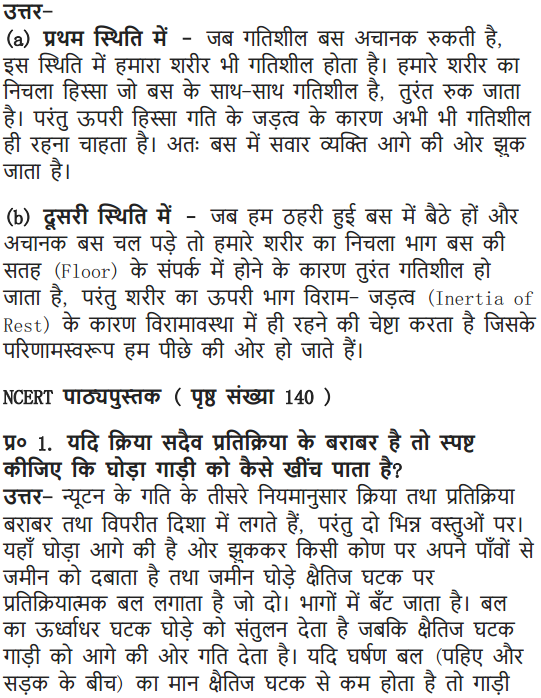 उत्तर-
(a) प्रथम स्थिति में - जब गतिशील बस अचानक रुकती है,
इस स्थिति में हमारा शरीर भी गतिशील होता है। हमारे शरीर का
निचला हिस्सा जो बस के साथ-साथ गतिशील है, तुरंत रुक जाता
है। परंतु ऊपरी हिस्सा गति के जड़त्व के कारण अभी भी गतिशील
ही रहना चाहता है। अतः बस में सवार व्यक्ति आगे की ओर झुक
जाता है।
(b) दूसरी स्थिति में - जब हम ठहरी हुई बस में बैठे हों और
अचानक बस चल पड़े तो हमारे शरीर का निचला भाग बस की
सतह (Floor) के संपर्क में होने के कारण तुरंत गतिशील हो
जाता है, परंतु शरीर का ऊपरी भाग विराम- जड़त्व (Inertia of
Rest) के कारण विरामावस्था में ही रहने की चेष्टा करता है जिसके
परिणामस्वरूप हम पीछे की ओर हो जाते हैं।
NCERT पाठ्यपुस्तक ( पृष्ठ संख्या 140 )
प्र० 1. यदि क्रिया सदैव प्रतिक्रिया के बराबर है तो स्पष्ट
कीजिए कि घोड़ा गाड़ी को कैसे खींच पाता है?
उत्तर- न्यूटन के गति के तीसरे नियमानुसार क्रिया तथा प्रतिक्रिया
बराबर तथा विपरीत दिशा में लगते हैं, परंतु दो भिन्न वस्तुओं पर।
यहाँ घोड़ा आगे की है ओर झुककर किसी कोण पर अपने पाँवों से
जमीन को दबाता है तथा जमीन घोड़े क्षैतिज घटक पर
प्रतिक्रियात्मक बल लगाता है जो दो। भागों में बँट जाता है। बल
का ऊर्ध्वाधर घटक घोड़े को संतुलन देता है जबकि क्षैतिज घटक
गाड़ी को आगे की ओर गति देता है। यदि घर्षण बल (पहिए और
सड़क के बीच) का मान क्षैतिज घटक से कम होता है तो गाड़ी